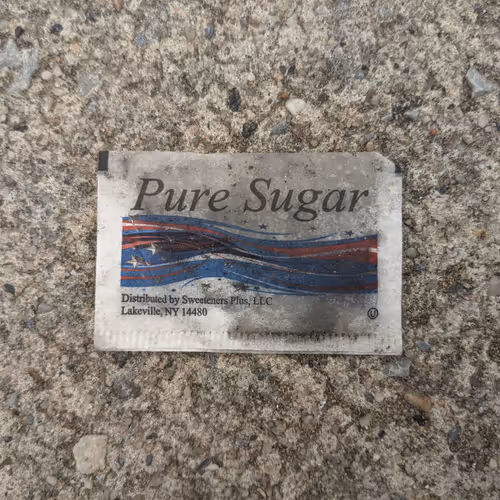 Pure Sugar
Distributed by Sweeteners Plus, LLC
Lakeville, NY 14480
U